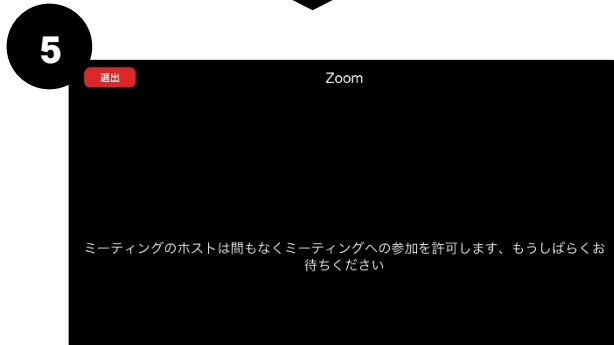 5
退出
Zoom
ミーティングのホストは間もなくミーティングへの参加を許可します、もうしばらくお
待ちください